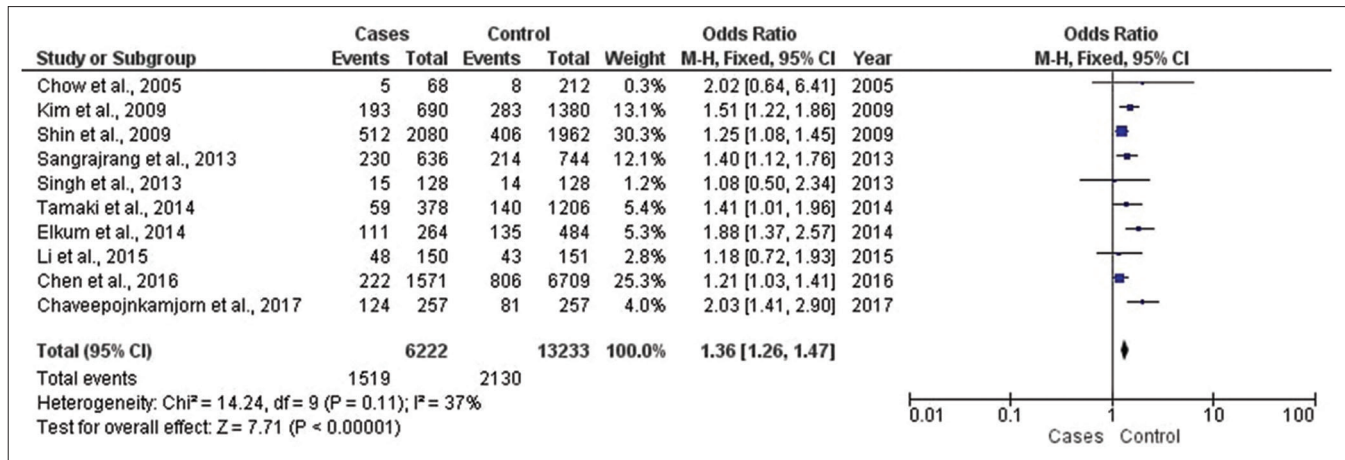 Cases Control Odds Ratio Odds Ratio
Study or Subgroup Events Total Events Total Weight M-H, Fixed, 95% CI Year M-H, Fixed, 95% CI
Chow et al., 2005 5 68 8 212 0.3% 2.02 [0.64, 6.41] 2005
Kim et al., 2009 193 690 283 1380 13.1% 1.51 [1.22, 1.86] 2009
Shin et al., 2009 512 2080 406 1962 30.3% 1.25 [1.08, 1.45] 2009
Sangrajrang et al., 2013 230 636 214 744 12.1% 1.40 [1.12, 1.76] 2013
Singh et al., 2013 15 128 14 128 1.2% 1.08 [0.50, 2.34] 2013
Tamaki et al., 2014 59 378 140 1206 5.4% 1.41 [1.01, 1.96] 2014
Elkum et al., 2014 111 264 135 484 5.3% 1.88 [1.37, 2.57] 2014
Li et al., 2015 48 150 43 151 2.8% 1.18 [0.72, 1.93] 2015
Chen et al., 2016 222 1571 806 6709 25.3% 1.21 [1.03, 1.41] 2016
Chaveepojnkamjorn et al., 2017 124 257 81 257 4.0% 2.03 [1.41, 2.90] 2017
Total (95% CI) 6222 13233 100.0% 1.36 [1.26, 1.47]
Total events 1519 2130
Heterogeneity: Chi² = 14.24, df = 9 (P = 0.11); I² = 37%
Test for overall effect: Z = 7.71 (P < 0.00001)
0.01 0.1 1 10 100
Cases Control